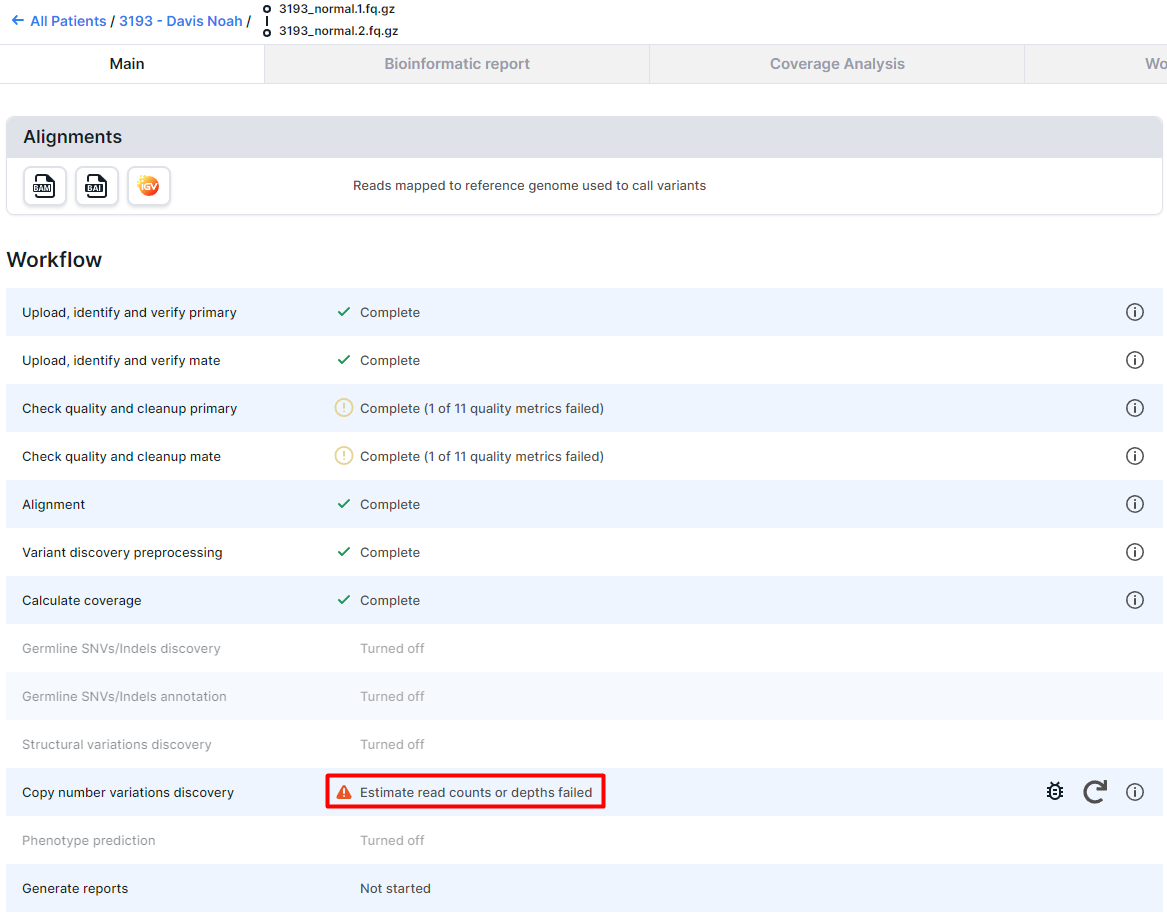 ← All Patients / 3193 - Davis Noah / 3193_normal.1.fq.gz
3193_normal.2.fq.gz
Main Bioinformatic report Coverage Analysis Wo
Alignments
BAM BAI IGV Reads mapped to reference genome used to call variants
Workflow
Upload, identify and verify primary Complete
Upload, identify and verify mate Complete
Check quality and cleanup primary Complete (1 of 11 quality metrics failed)
Check quality and cleanup mate Complete (1 of 11 quality metrics failed)
Alignment Complete
Variant discovery preprocessing Complete
Calculate coverage Complete
Germline SNVs/Indels discovery Turned off
Germline SNVs/Indels annotation Turned off
Structural variations discovery Turned off
Copy number variations discovery Estimate read counts or depths failed
Phenotype prediction Turned off
Generate reports Not started